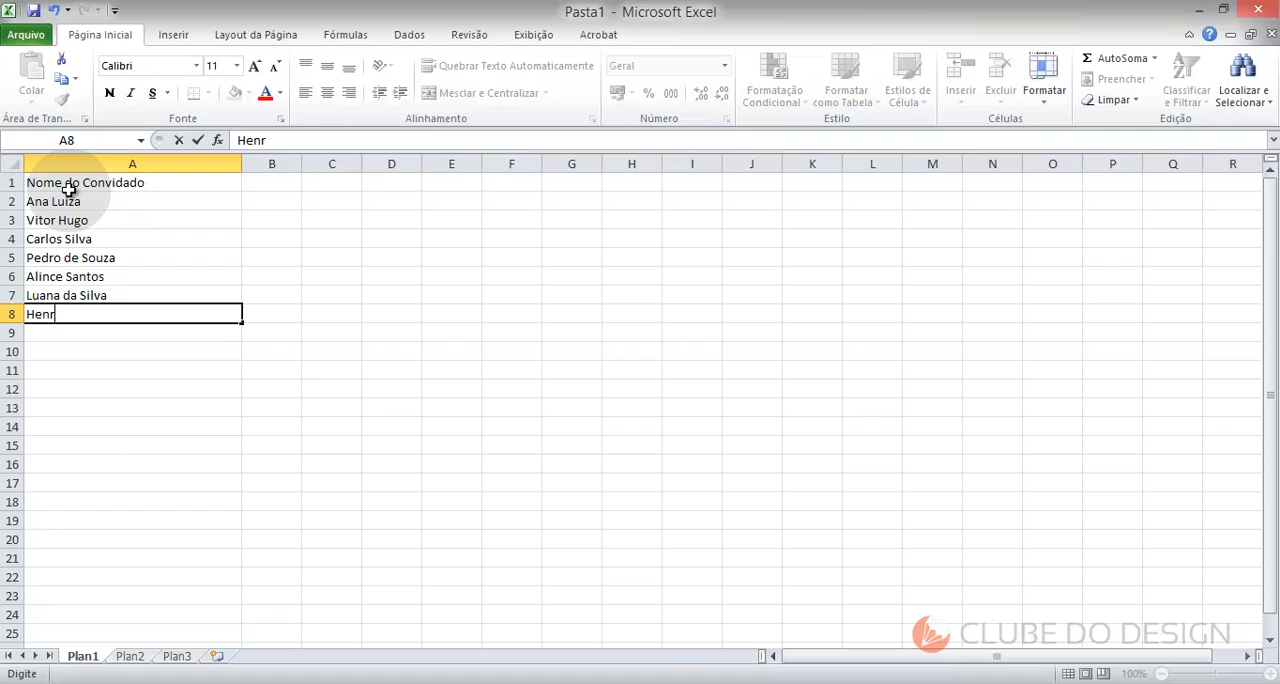 Pasta1 - Microsoft Excel
Arquivo Página Inicial Inserir Layout da Página Fórmulas Dados Revisão Exibição Acrobat
Colar
Área de Tran...
Calibri 11
N I S A
Fonte
Quebrar Texto Automaticamente
Mesclar e Centralizar
Alinhamento
Geral
% 000
Número
Formatação Condicional
Formatar como Tabela
Estilos de Célula
Estilo
Inserir Excluir Formatar
Células
Σ AutoSoma
Preencher
Limpar
Classificar e Filtrar
Localizar e Selecionar
Edição
A8 fx Henr
A B C D E F G H I J K L M N O P Q R
1 Nome do Convidado
2 Ana Luiza
3 Vitor Hugo
4 Carlos Silva
5 Pedro de Souza
6 Alince Santos
7 Luana da Silva
8 Henr
9
10
11
12
13
14
15
16
17
18
19
20
21
22
23
24
25
CLUBE DO DESIGN
Plan1 Plan2 Plan3
Digite 100%